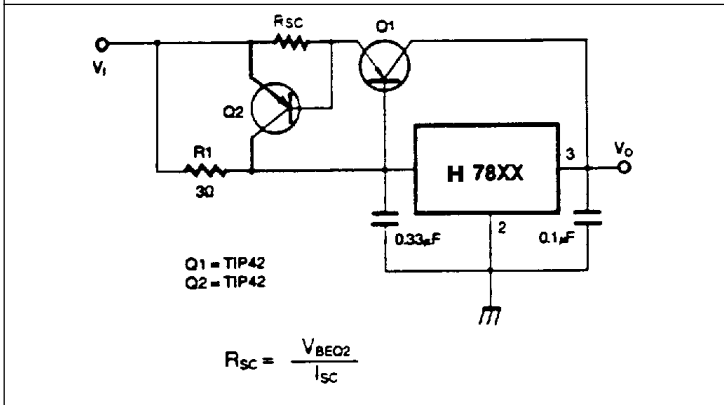 RSC
Q1
VI
Q2
R1
3Ω
H 78XX
3
VO
2
0.33μF
0.1μF
Q1 = TIP42
Q2 = TIP42
RSC = VBEQ2
ISC